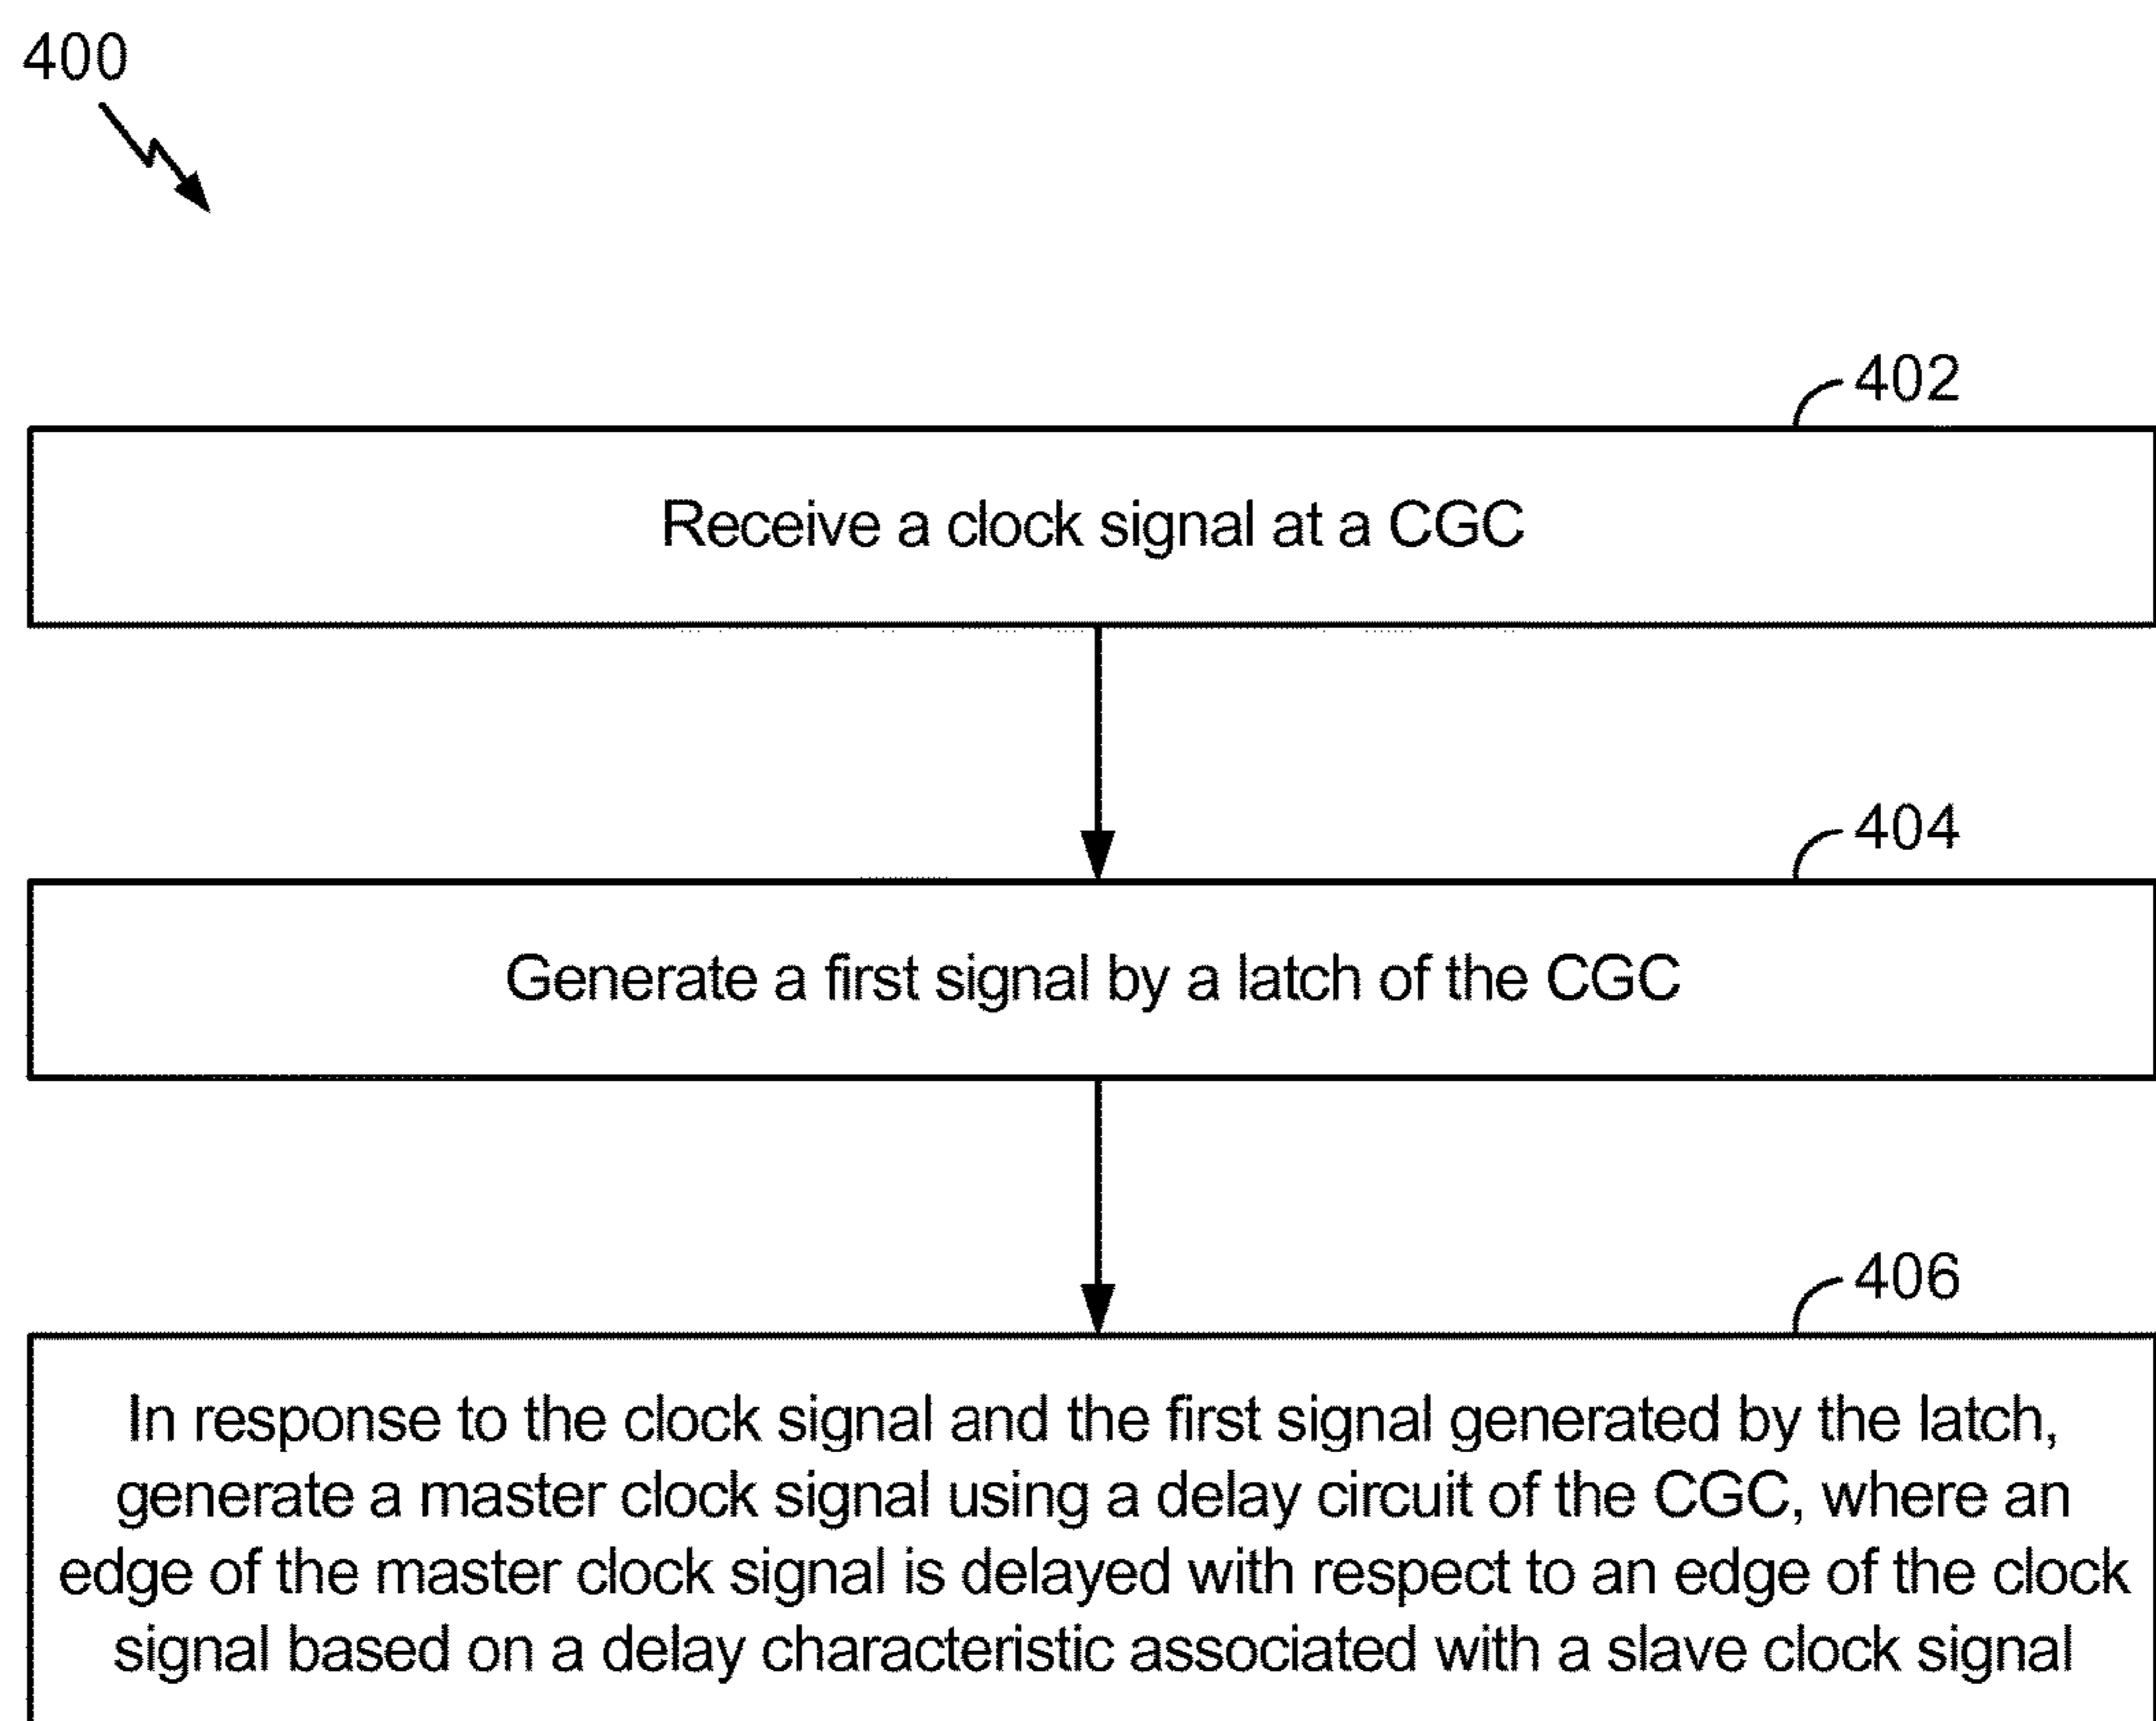 400
402
Receive a clock signal at a CGC
404
Generate a first signal by a latch of the CGC
406
In response to the clock signal and the first signal generated by the latch,
generate a master clock signal using a delay circuit of the CGC, where an
edge of the master clock signal is delayed with respect to an edge of the clock
signal based on a delay characteristic associated with a slave clock signal